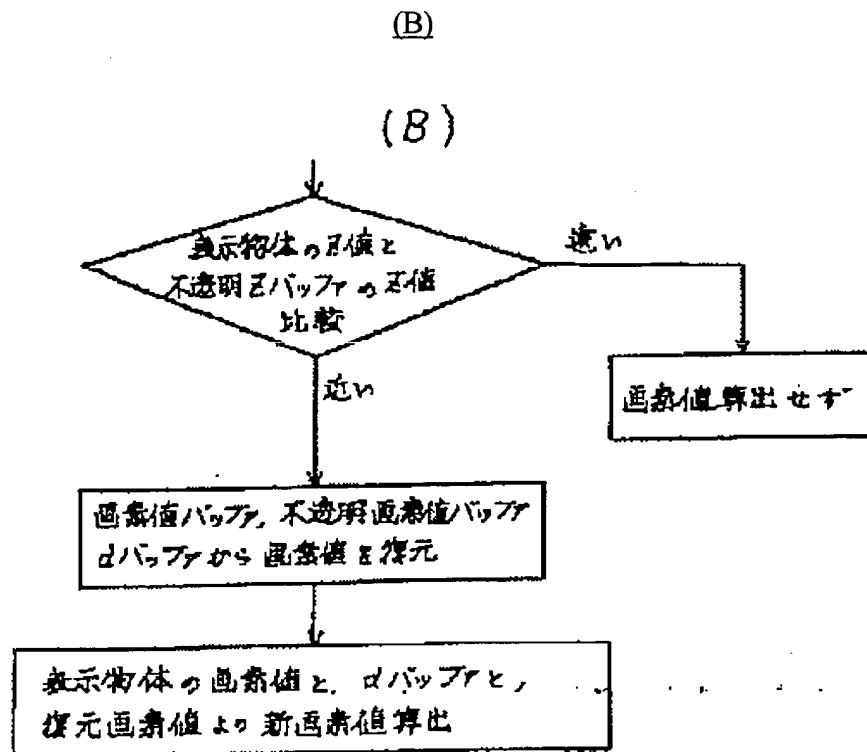 (B)
(B)
表示物体のZ値と
不透明Zバッファの Z値
比較
遠い
近い
画素値算出せず
画素値バッファ, 不透明画素値バッファ
αバッファから画素値を復元
表示物体の画素値と, αバッファと,
復元画素値より新画素値算出